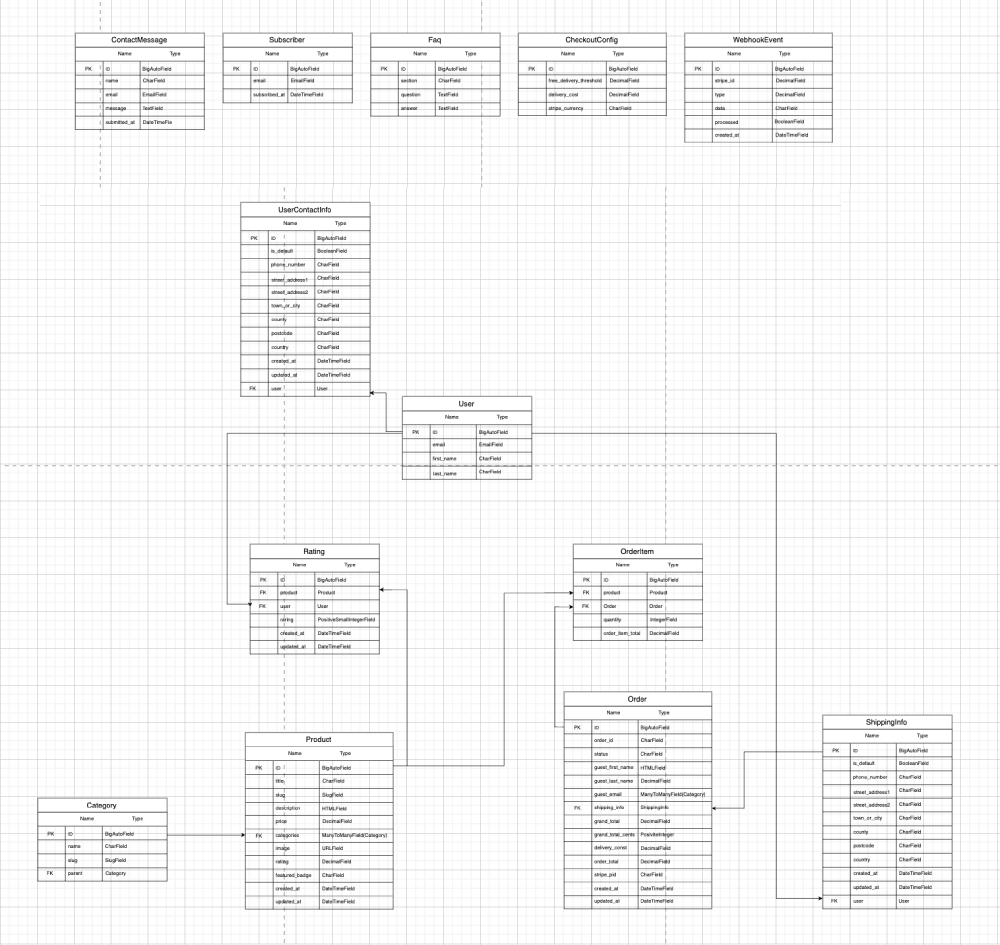 ContactMessage
Name Type
PK ID BigAutoField
name CharField
email EmailField
message TextField
submitted_at DateTimeFie
Subscriber
Name Type
PK ID BigAutoField
email EmailField
subscribed_at DateTimeField
Faq
Name Type
PK ID BigAutoField
section CharField
question TextField
answer TextField
CheckoutConfig
Name Type
PK ID BigAutoField
free_delivery_threshold DecimalField
delivery_cost DecimalField
stripe_currency CharField
WebhookEvent
Name Type
PK ID BigAutoField
stripe_id DecimalField
type DecimalField
data CharField
processed BooleanField
created_at DateTimeField
UserContactInfo
Name Type
PK ID BigAutoField
is_default BooleanField
phone_number CharField
street_address1 CharField
street_address2 CharField
town_or_city CharField
county CharField
postcode CharField
country CharField
created_at DateTimeField
updated_at DateTimeField
FK user User
User
Name Type
PK ID BigAutoField
email EmailField
first_name CharField
last_name CharField
Rating
Name Type
PK ID BigAutoField
FK product Product
FK user User
raring PositiveSmallIntegerField
created_at DateTimeField
updated_at DateTimeField
OrderItem
Name Type
PK ID BigAutoField
FK product Product
FK Order Order
quantity IntegerField
order_item_total DecimalField
Order
Name Type
PK ID BigAutoField
order_id CharField
status CharField
guest_first_name HTMLField
guest_last_name DecimalField
guest_email ManyToManyField(Category)
FK shipping_info ShippingInfo
grand_total DecimalField
grand_total_cents PosivteInteger
delivery_const DecimalField
order_total DecimalField
stripe_pid CharField
created_at DateTimeField
updated_at DateTimeField
ShippingInfo
Name Type
PK ID BigAutoField
is_default BooleanField
phone_number CharField
street_address1 CharField
street_address2 CharField
town_or_city CharField
county CharField
postcode CharField
country CharField
created_at DateTimeField
updated_at DateTimeField
FK user User
Product
Name Type
PK ID BigAutoField
title CharField
slug SlugField
description HTMLField
price DecimalField
FK categories ManyToManyField(Category)
image URLField
rating DecimalField
featured_badge CharField
created_at DateTimeField
updated_at DateTimeField
Category
Name Type
PK ID BigAutoField
name CharField
slug SlugField
FK parent Category